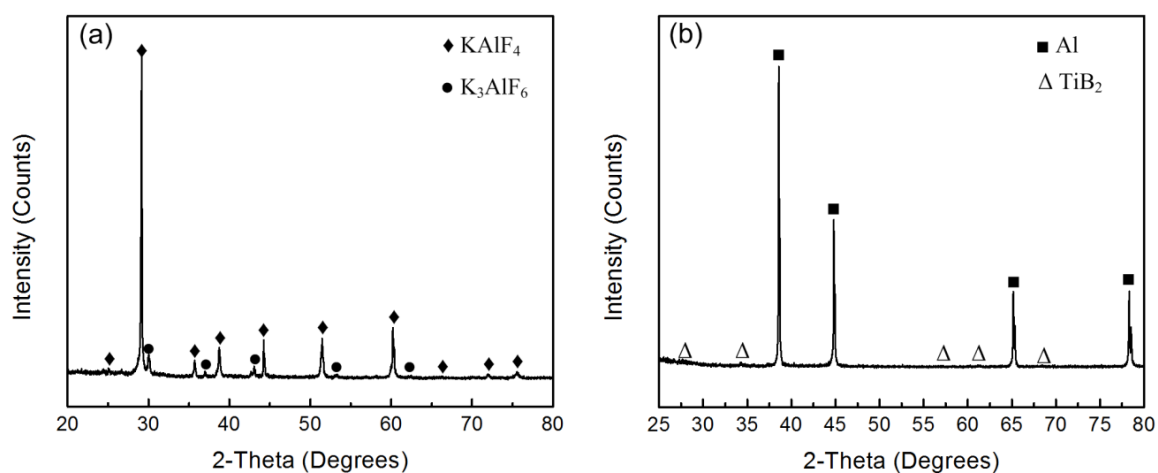 (a)
◆ KAlF₄
● K₃AlF₆
Intensity (Counts)
20 30 40 50 60 70 80
2-Theta (Degrees)
(b)
■ Al
Δ TiB₂
Intensity (Counts)
25 30 35 40 45 50 55 60 65 70 75 80
2-Theta (Degrees)